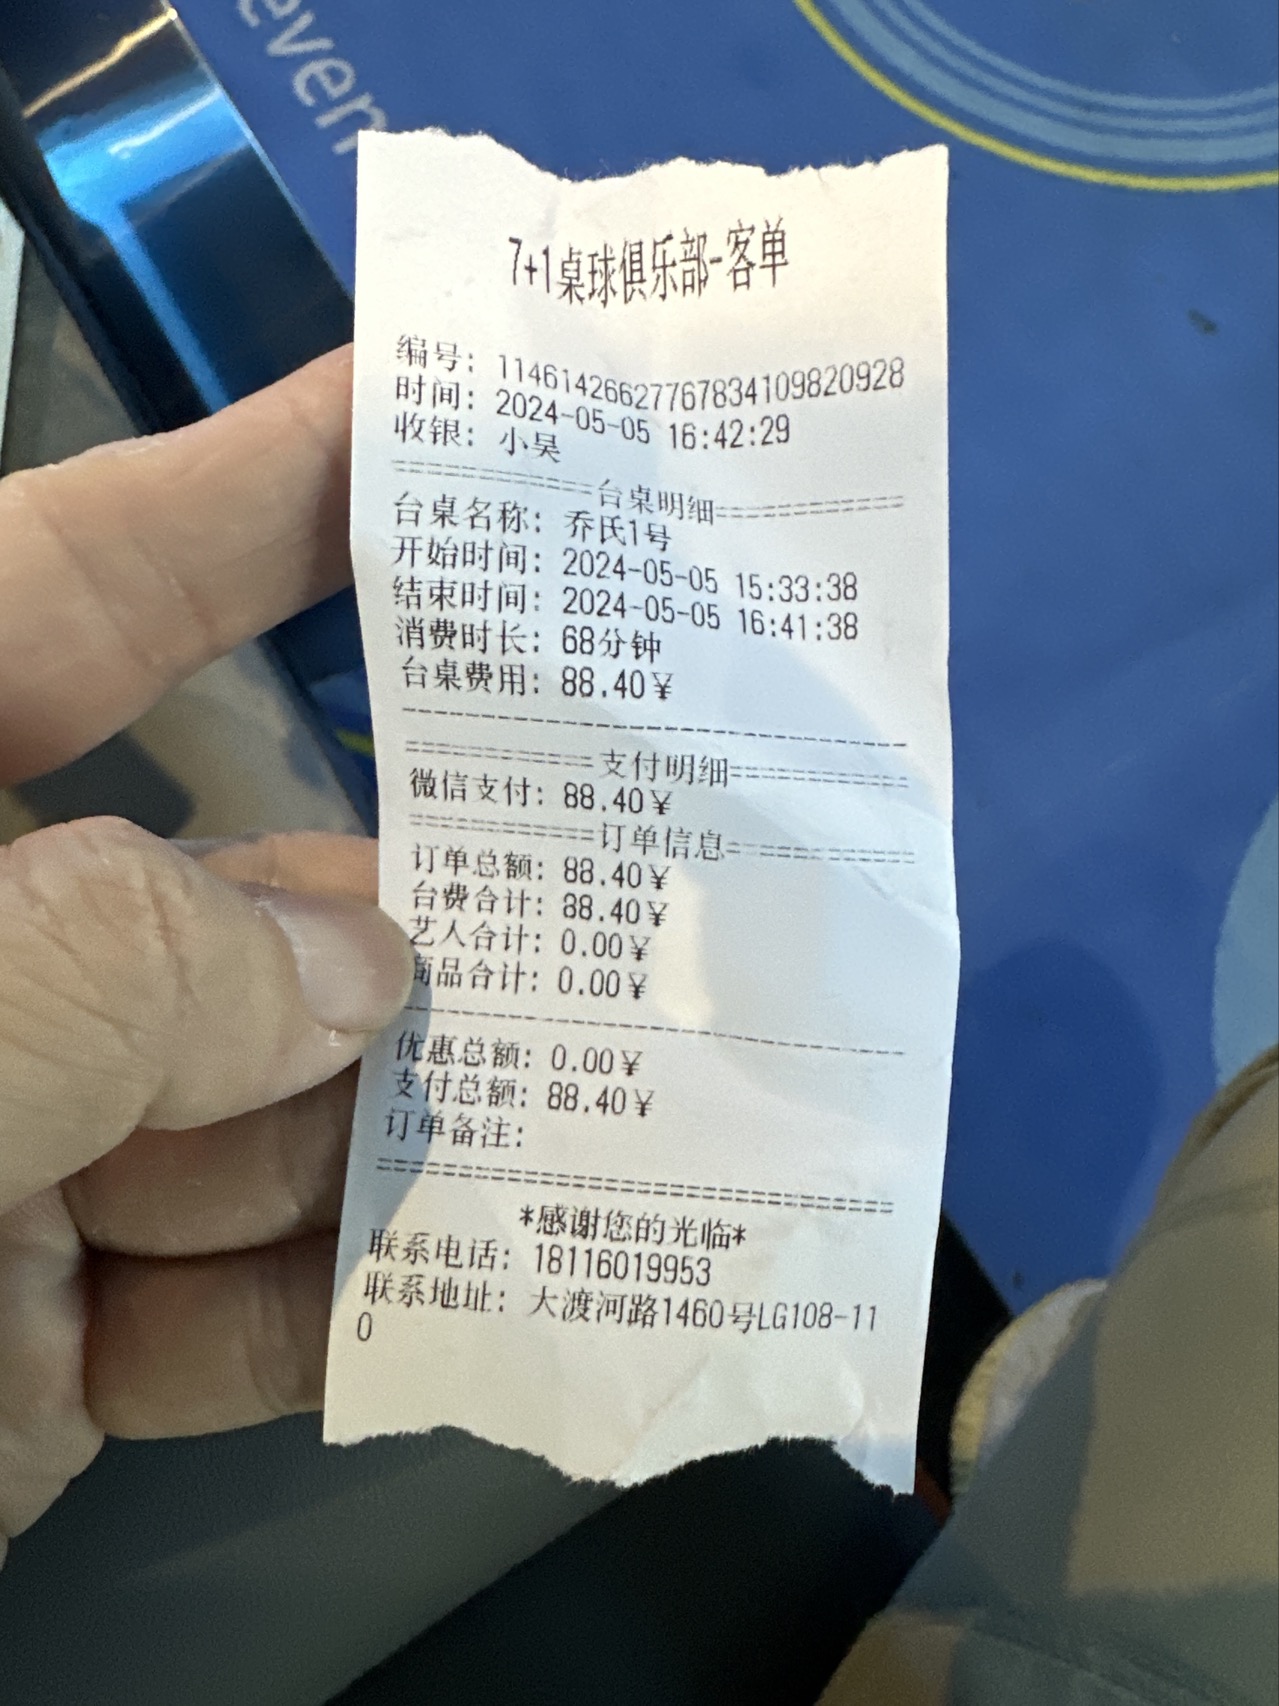 even
7+1桌球俱乐部-客单
编号: 11461426627767834109820928
时间: 2024-05-05 16:42:29
收银: 小吴
============台桌明细============
台桌名称: 乔氏1号
开始时间: 2024-05-05 15:33:38
结束时间: 2024-05-05 16:41:38
消费时长: 68分钟
台桌费用: 88.40¥
--------------------------------
============支付明细============
微信支付: 88.40¥
============订单信息============
订单总额: 88.40¥
台费合计: 88.40¥
艺人合计: 0.00¥
商品合计: 0.00¥
--------------------------------
优惠总额: 0.00¥
支付总额: 88.40¥
订单备注:
================================
*感谢您的光临*
联系电话: 18116019953
联系地址: 大渡河路1460号LG108-11
0